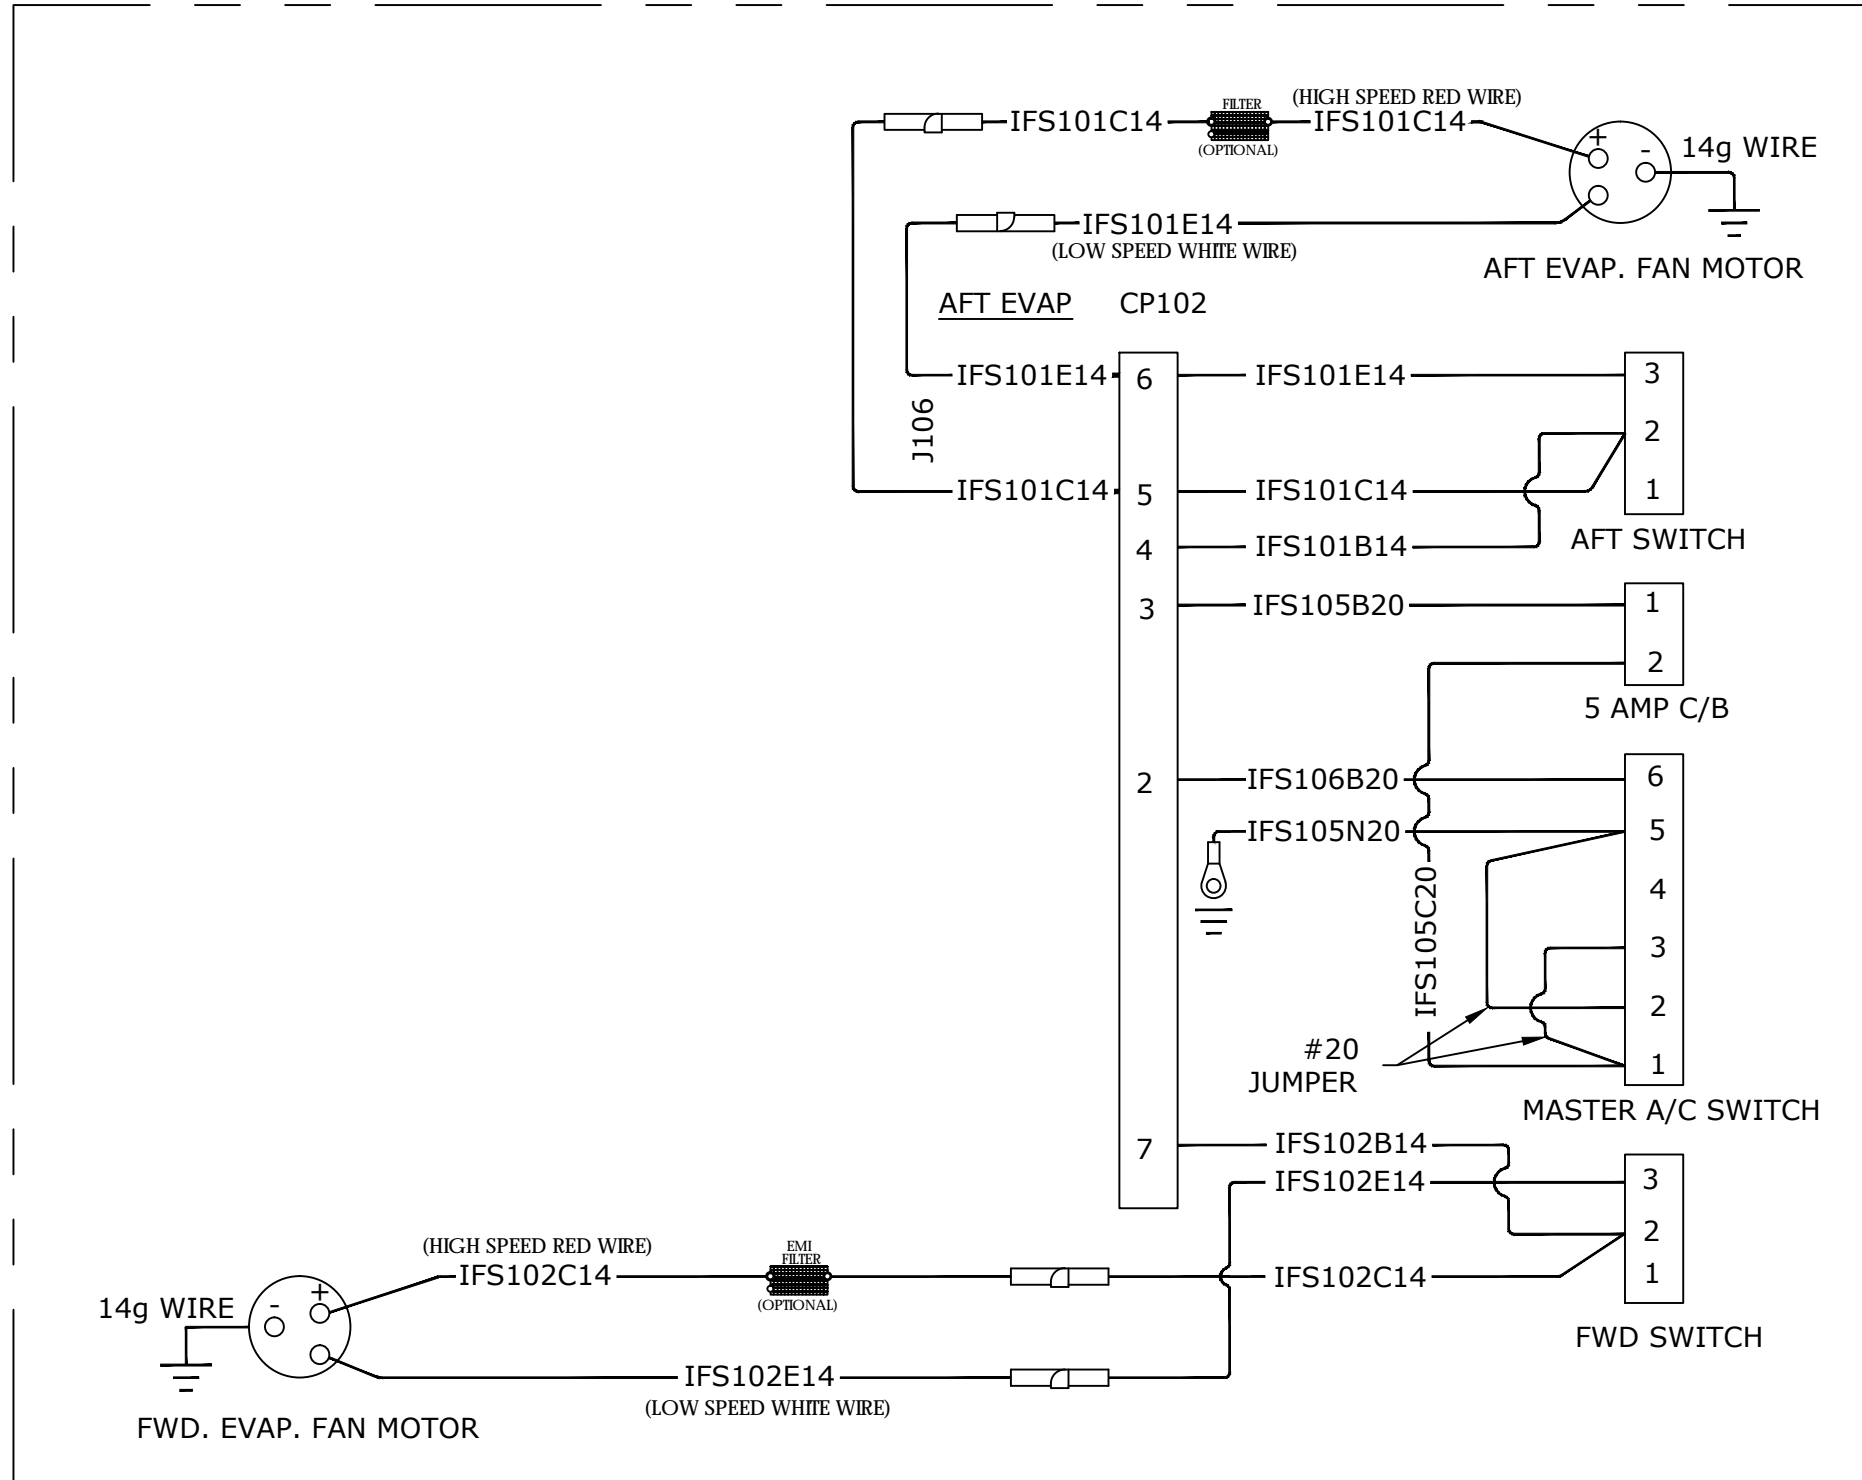 FILTER
(HIGH SPEED RED WIRE)
IFS101C14
IFS101C14
(OPTIONAL)
+
-
14g WIRE
IFS101E14
(LOW SPEED WHITE WIRE)
AFT EVAP. FAN MOTOR
AFT EVAP
CP102
IFS101E14
6
IFS101E14
3
J106
2
IFS101C14
5
IFS101C14
1
4
IFS101B14
AFT SWITCH
3
IFS105B20
1
2
5 AMP C/B
2
IFS106B20
6
IFS105N20
5
4
IFS105C20
3
2
#20
JUMPER
1
MASTER A/C SWITCH
7
IFS102B14
IFS102E14
3
2
(HIGH SPEED RED WIRE)
EMI
FILTER
IFS102C14
IFS102C14
1
(OPTIONAL)
14g WIRE
-
+
FWD SWITCH
IFS102E14
(LOW SPEED WHITE WIRE)
FWD. EVAP. FAN MOTOR